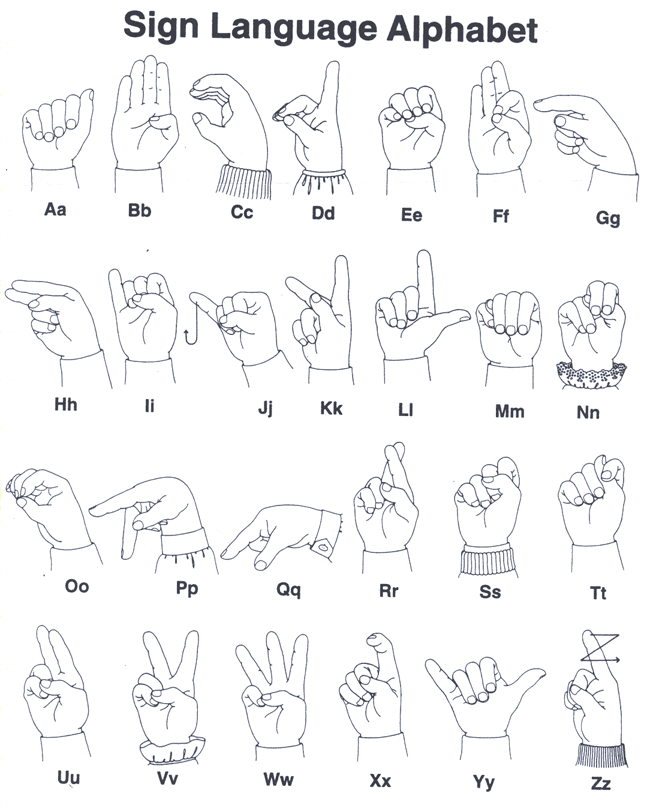 Sign Language Alphabet
Aa Bb Cc Dd Ee Ff Gg
Hh Ii Jj Kk Ll Mm Nn
Oo Pp Qq Rr Ss Tt
Uu Vv Ww Xx Yy Zz